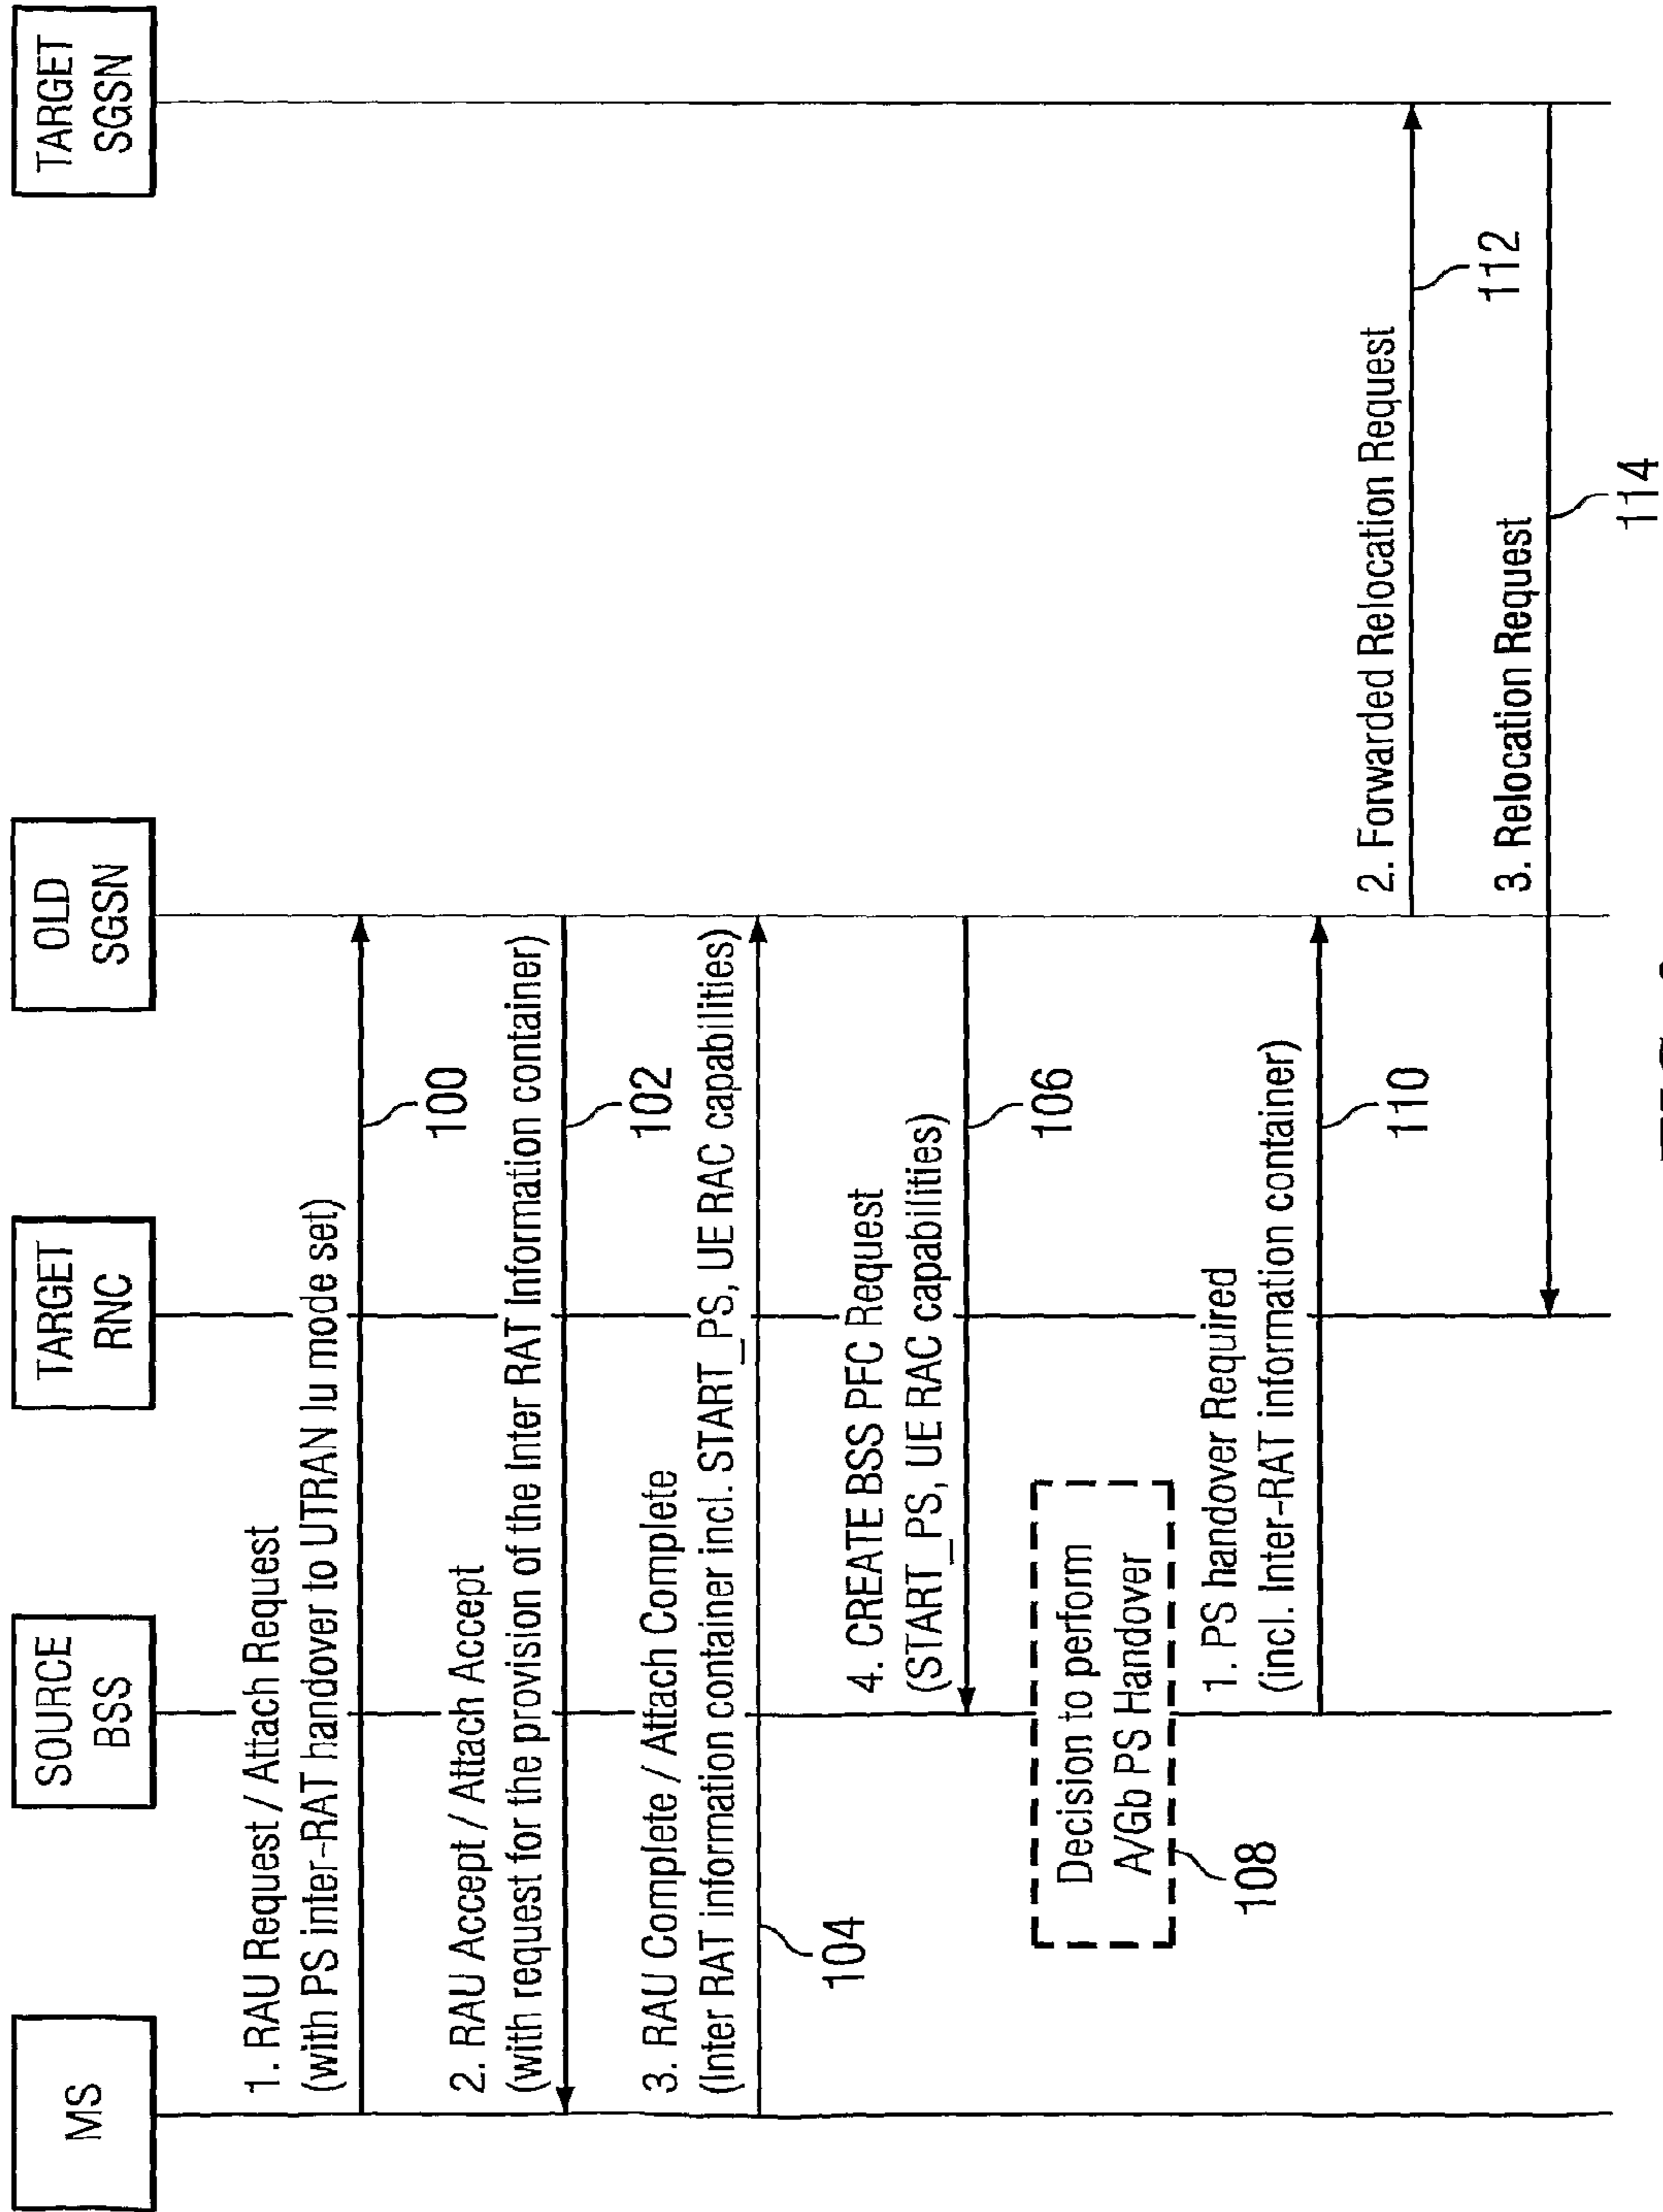 MS
SOURCE
BSS
TARGET
RNC
OLD
SGSN
TARGET
SGSN
1. RAU Request / Attach Request
(with PS inter-RAT handover to UTRAN Iu mode set)
100
2. RAU Accept / Attach Accept
(with request for the provision of the Inter RAT Information container)
102
3. RAU Complete / Attach Complete
(Inter RAT information container incl. START_PS, UE RAC capabilities)
104
4. CREATE BSS PFC Request
(START_PS, UE RAC capabilities)
106
Decision to perform
A/Gb PS Handover
108
1. PS handover Required
(incl. Inter-RAT information container)
110
2. Forwarded Relocation Request
112
3. Relocation Request
114